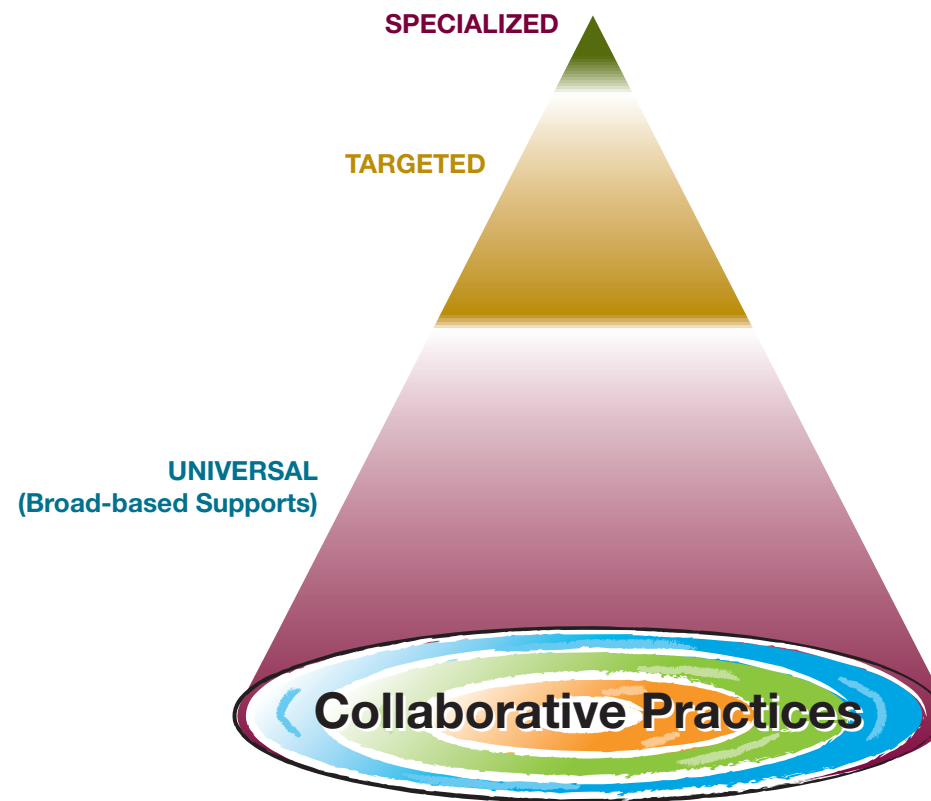 SPECIALIZED
TARGETED
UNIVERSAL
(Broad-based Supports)
Collaborative Practices